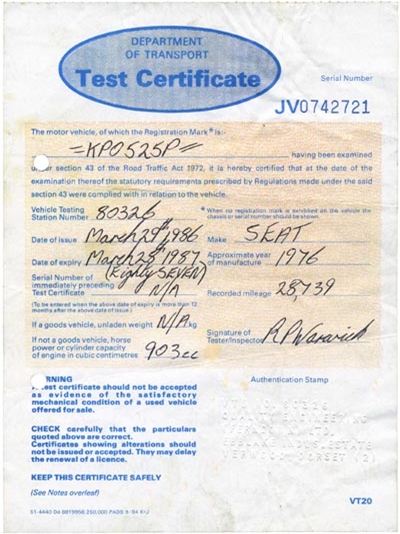 DEPARTMENT
OF TRANSPORT
Test Certificate
Serial Number
JV0742721
The motor vehicle, of which the Registration Mark * is:-
=KPO525P= having been examined
under section 43 of the Road Traffic Act 1972, it is hereby certified that at the date of the
examination thereof the statutory requirements prescribed by Regulations made under the said
section 43 were complied with in relation to the vehicle.
Vehicle Testing
Station Number 80326
* When no registration mark is exhibited on the vehicle the
chassis or serial number should be shown.
Date of issue March 29th 1986 Make SEAT
Date of expiry March 28th 1987
(Eighty SEVEN)
Approximate year
of manufacture 1976
Serial Number of
immediately preceding
Test Certificate N/A
Recorded mileage 28,739
(To be entered when the above date of expiry is more than 12
months after the above date of issue)
If a goods vehicle, unladen weight N/A kg
Signature of
Tester/Inspector R P Warwick
If not a goods vehicle, horse
power or cylinder capacity
of engine in cubic centimetres 903cc
WARNING
A test certificate should not be accepted
as evidence of the satisfactory
mechanical condition of a used vehicle
offered for sale.
Authentication Stamp
CHECK carefully that the particulars
quoted above are correct.
Certificates showing alterations should
not be issued or accepted. They may delay
the renewal of a licence.
KEEP THIS CERTIFICATE SAFELY
(See Notes overleaf)
VT20